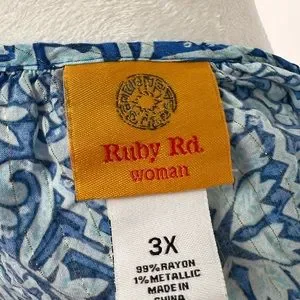 Ruby Rd.
woman
3X
99% RAYON
1% METALLIC
MADE IN
CHINA